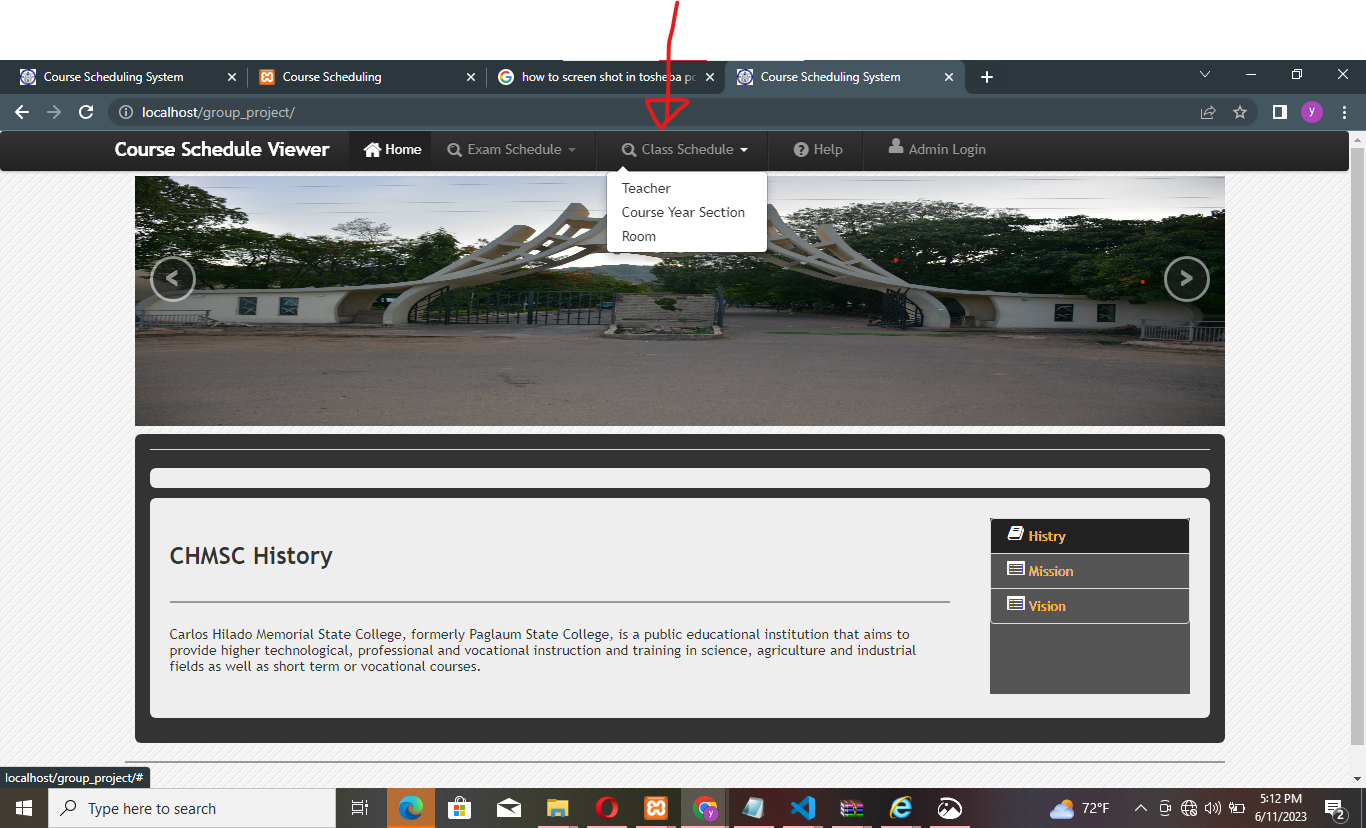 Course Scheduling System
Course Scheduling
how to screen shot in tosheba pc
Course Scheduling System
localhost/group_project/
y
Course Schedule Viewer
Home
Exam Schedule
Class Schedule
Help
Admin Login
Teacher
Course Year Section
Room
<
>
CHMSC History
Histry
Mission
Vision
Carlos Hilado Memorial State College, formerly Paglaum State College, is a public educational institution that aims to
provide higher technological, professional and vocational instruction and training in science, agriculture and industrial
fields as well as short term or vocational courses.
localhost/group_project/#
Type here to search
y
72°F
5:12 PM
6/11/2023
2